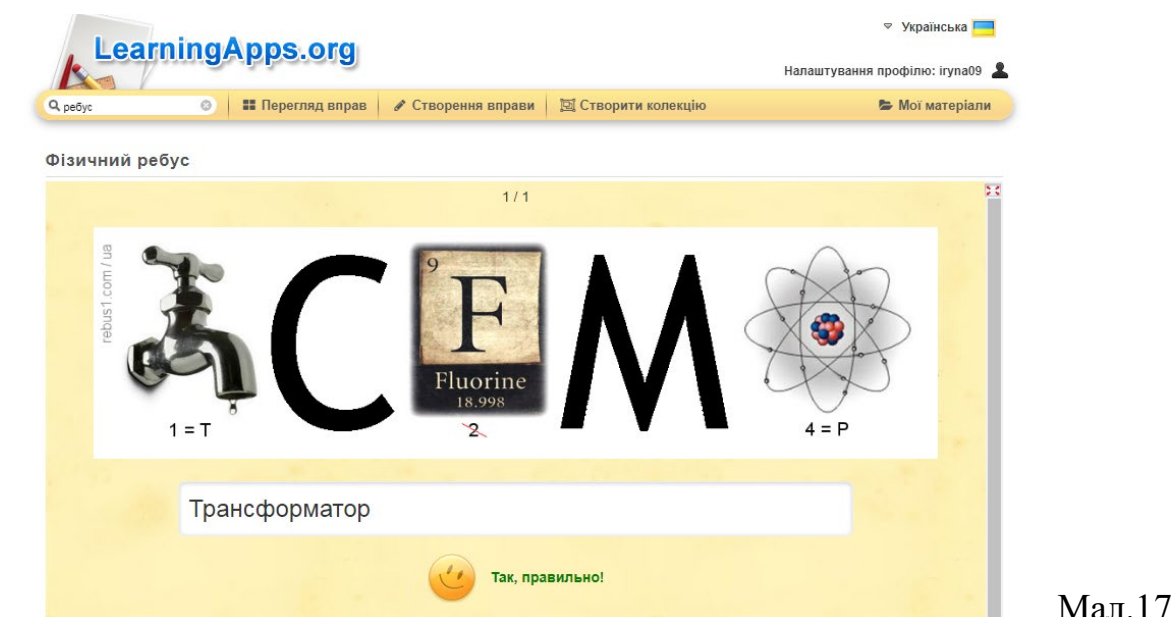 LearningApps.org
Українська
Налаштування профілю: iryna09
ребус
Перегляд вправ
Створення вправи
Створити колекцію
Мої матеріали
Фізичний ребус
1 / 1
rebus1.com / ua
1 = Т
С
9
F
Fluorine
18.998
2
М
4 = Р
Трансформатор
Так, правильно!
Мал.17